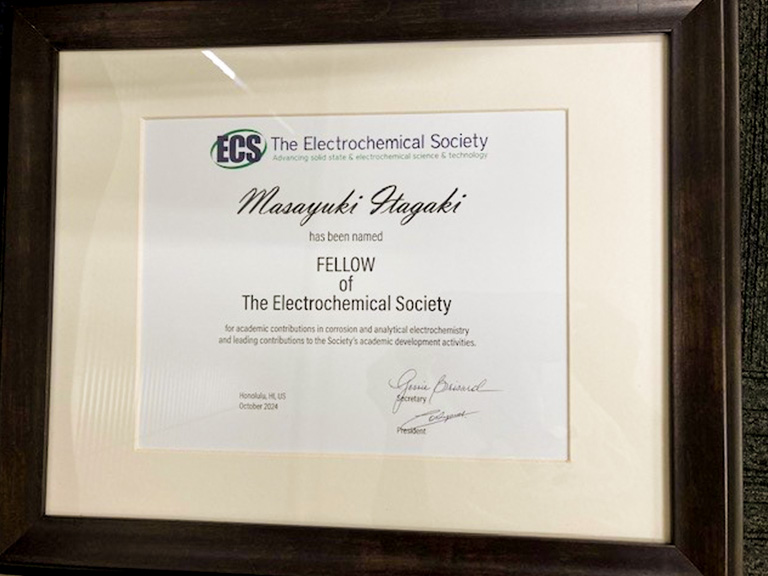 ECS The Electrochemical Society
Advancing solid state & electrochemical science & technology
Masayuki Itagaki
has been named
FELLOW
of
The Electrochemical Society
for academic contributions in corrosion and analytical electrochemistry
and leading contributions to the Society's academic development activities.
Honolulu, HI, US
October 2024
Secretary
President